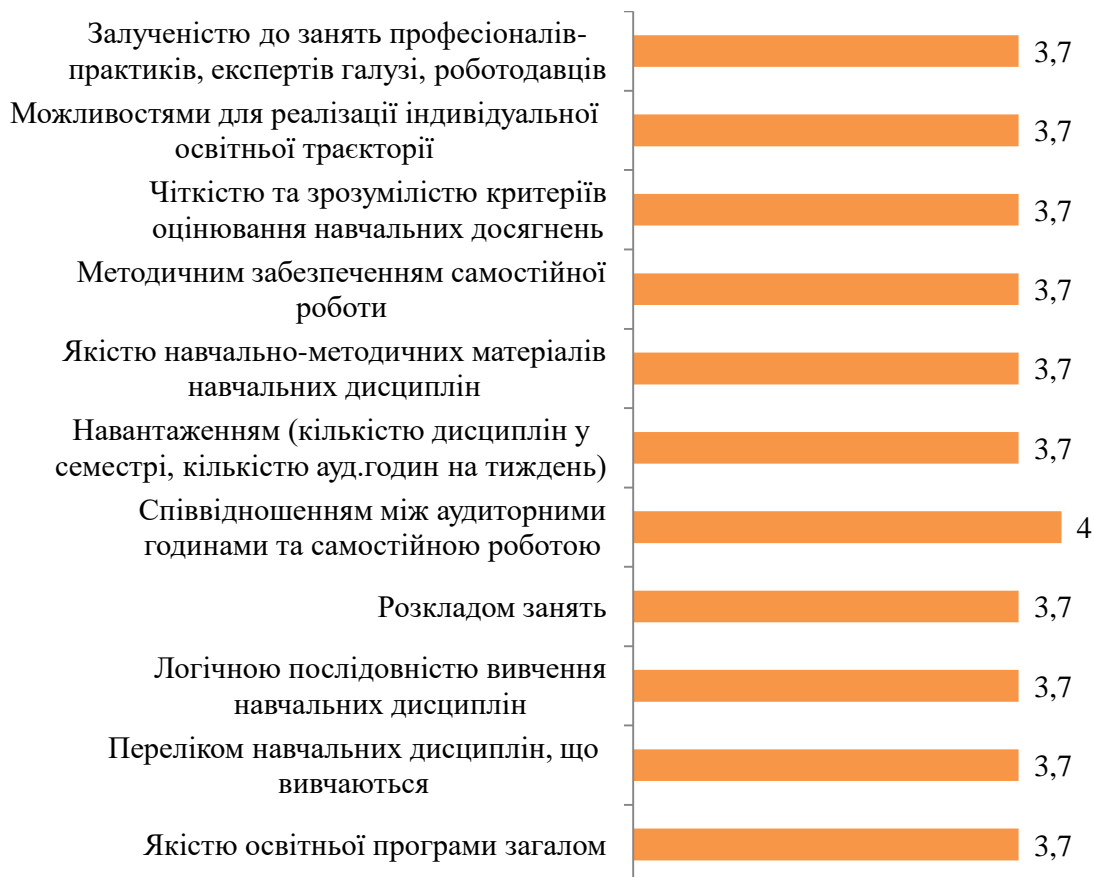 Залученістю до занять професіоналів-
практиків, експертів галузі, роботодавців
3,7
Можливостями для реалізації індивідуальної
освітньої траєкторії
3,7
Чіткістю та зрозумілістю критеріїв
оцінювання навчальних досягнень
3,7
Методичним забезпеченням самостійної
роботи
3,7
Якістю навчально-методичних матеріалів
навчальних дисциплін
3,7
Навантаженням (кількістю дисциплін у
семестрі, кількістю ауд.годин на тиждень)
3,7
Співвідношенням між аудиторними
годинами та самостійною роботою
4
Розкладом занять
3,7
Логічною послідовністю вивчення
навчальних дисциплін
3,7
Переліком навчальних дисциплін, що
вивчаються
3,7
Якістю освітньої програми загалом
3,7